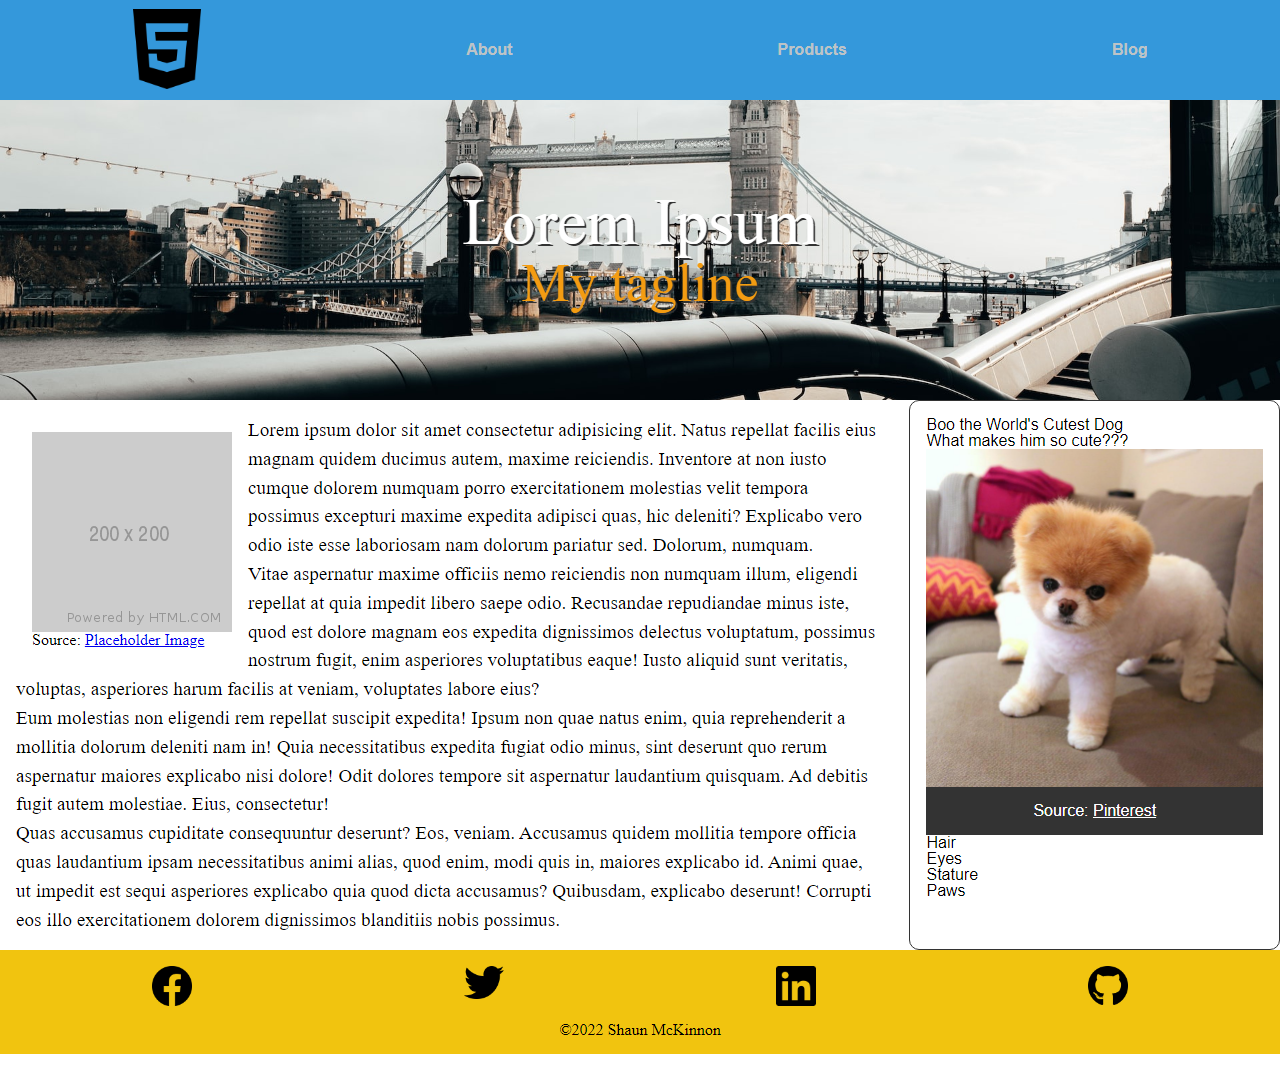 5
About
Products
Blog
Lorem Ipsum
My tagline
200 x 200
Powered by HTML.COM
Source: Placeholder Image
Lorem ipsum dolor sit amet consectetur adipisicing elit. Natus repellat facilis eius
magnam quidem ducimus autem, maxime reiciendis. Inventore at non iusto
cumque dolorem numquam porro exercitationem molestias velit tempora
possimus excepturi maxime expedita adipisci quas, hic deleniti? Explicabo vero
odio iste esse laboriosam nam dolorum pariatur sed. Dolorum, numquam.
Vitae aspernatur maxime officiis nemo reiciendis non numquam illum, eligendi
repellat at quia impedit libero saepe odio. Recusandae repudiandae minus iste,
quod est dolore magnam eos expedita dignissimos delectus voluptatum, possimus
nostrum fugit, enim asperiores voluptatibus eaque! Iusto aliquid sunt veritatis,
voluptas, asperiores harum facilis at veniam, voluptates labore eius?
Eum molestias non eligendi rem repellat suscipit expedita! Ipsum non quae natus enim, quia reprehenderit a
mollitia dolorum deleniti nam in! Quia necessitatibus expedita fugiat odio minus, sint deserunt quo rerum
aspernatur maiores explicabo nisi dolore! Odit dolores tempore sit aspernatur laudantium quisquam. Ad debitis
fugit autem molestiae. Eius, consectetur!
Quas accusamus cupiditate consequuntur deserunt? Eos, veniam. Accusamus quidem mollitia tempore officia
quas laudantium ipsam necessitatibus animi alias, quod enim, modi quis in, maiores explicabo id. Animi quae,
ut impedit est sequi asperiores explicabo quia quod dicta accusamus? Quibusdam, explicabo deserunt! Corrupti
eos illo exercitationem dolorem dignissimos blanditiis nobis possimus.
Boo the World's Cutest Dog
What makes him so cute???
Source: Pinterest
Hair
Eyes
Stature
Paws
in
©2022 Shaun McKinnon